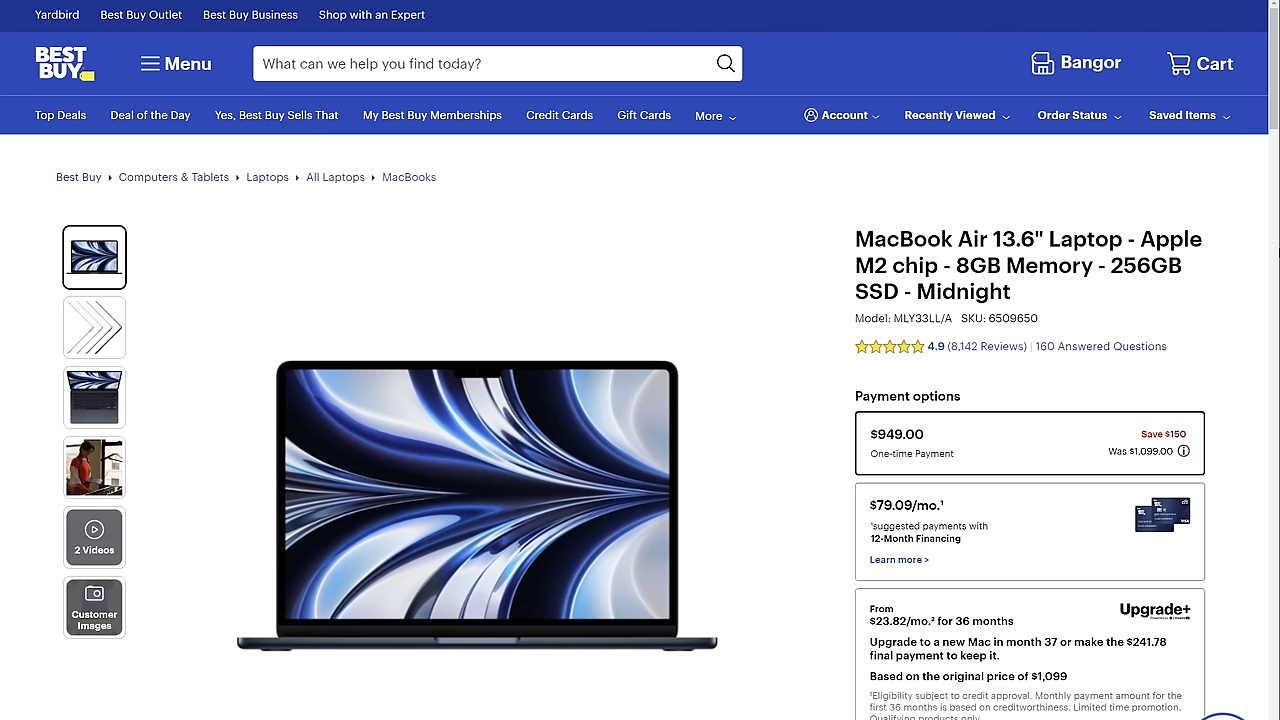 Yardbird Best Buy Outlet Best Buy Business Shop with an Expert
BEST BUY Menu What can we help you find today? Bangor Cart
Top Deals Deal of the Day Yes, Best Buy Sells That My Best Buy Memberships Credit Cards Gift Cards More Account Recently Viewed Order Status Saved Items
Best Buy Computers & Tablets Laptops All Laptops MacBooks
2 Videos
Customer
Images
MacBook Air 13.6" Laptop - Apple
M2 chip - 8GB Memory - 256GB
SSD - Midnight
Model: MLY33LL/A SKU: 6509650
4.9 (8,142 Reviews) | 160 Answered Questions
Payment options
$949.00 Save $150
One-time Payment Was $1,099.00
$79.09/mo.¹
¹suggested payments with
12-Month Financing
Learn more >
From Upgrade+
$23.82/mo.² for 36 months
Upgrade to a new Mac in month 37 or make the $241.78
final payment to keep it.
Based on the original price of $1,099
²Eligibility subject to credit approval. Monthly payment amount for the
first 36 months is based on creditworthiness. Limited time promotion.
Qualifying products only.